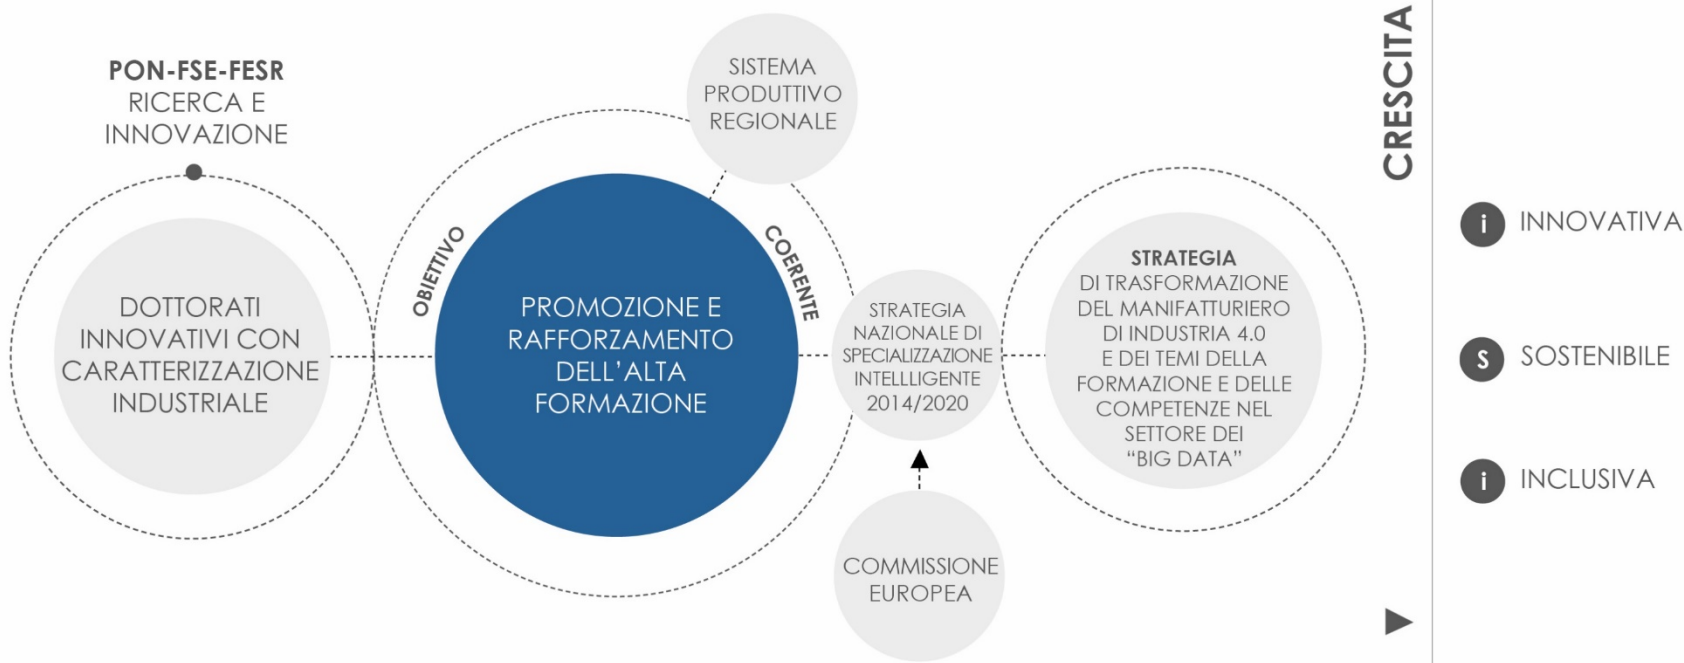 PON-FSE-FESR
RICERCA E
INNOVAZIONE
DOTTORATI
INNOVATIVI CON
CARATTERIZZAZIONE
INDUSTRIALE
OBIETTIVO
PROMOZIONE E
RAFFORZAMENTO
DELL'ALTA
FORMAZIONE
COERENTE
SISTEMA
PRODUTTIVO
REGIONALE
STRATEGIA
NAZIONALE DI
SPECIALIZZAZIONE
INTELLLIGENTE
2014/2020
COMMISSIONE
EUROPEA
STRATEGIA
DI TRASFORMAZIONE
DEL MANIFATTURIERO
DI INDUSTRIA 4.0
E DEI TEMI DELLA
FORMAZIONE E DELLE
COMPETENZE NEL
SETTORE DEI
“BIG DATA”
CRESCITA
i INNOVATIVA
S SOSTENIBILE
i INCLUSIVA